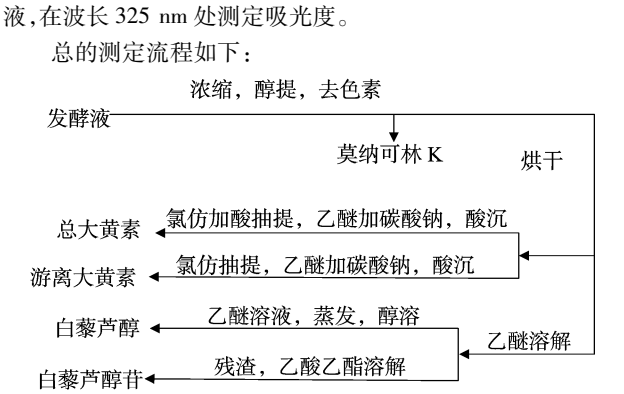 液,在波长 325 nm 处测定吸光度。
总的测定流程如下:
浓缩，醇提，去色素
发酵液
莫纳可林 K
烘干
氯仿加酸抽提，乙醚加碳酸钠，酸沉
总大黄素
氯仿抽提，乙醚加碳酸钠，酸沉
游离大黄素
乙醚溶液，蒸发，醇溶
白藜芦醇
乙醚溶解
残渣，乙酸乙酯溶解
白藜芦醇苷